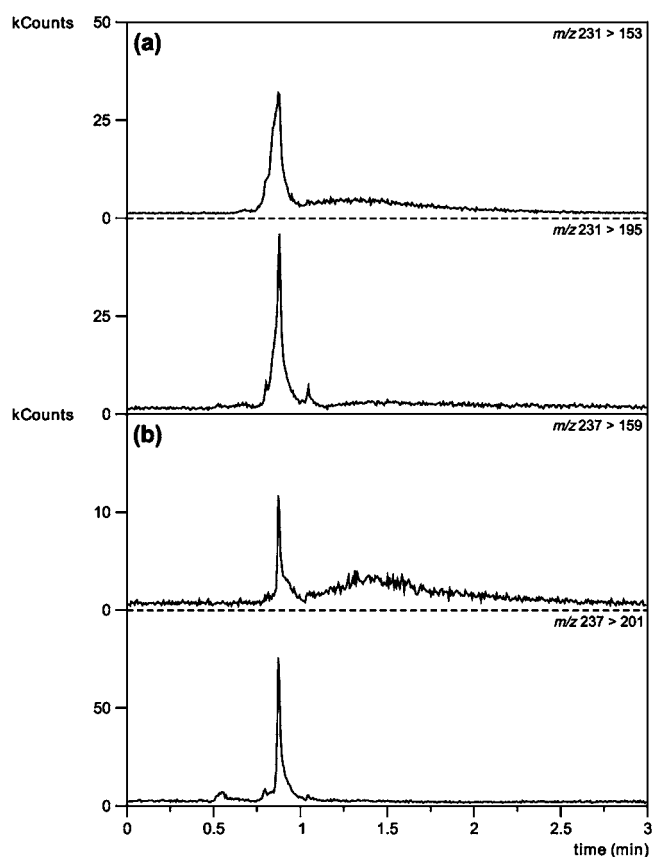 kCounts
50
(a)
m/z 231 > 153
25
0
m/z 231 > 195
25
0
kCounts
(b)
m/z 237 > 159
10
0
m/z 237 > 201
50
0
0 0.5 1 1.5 2 2.5 3
time (min)